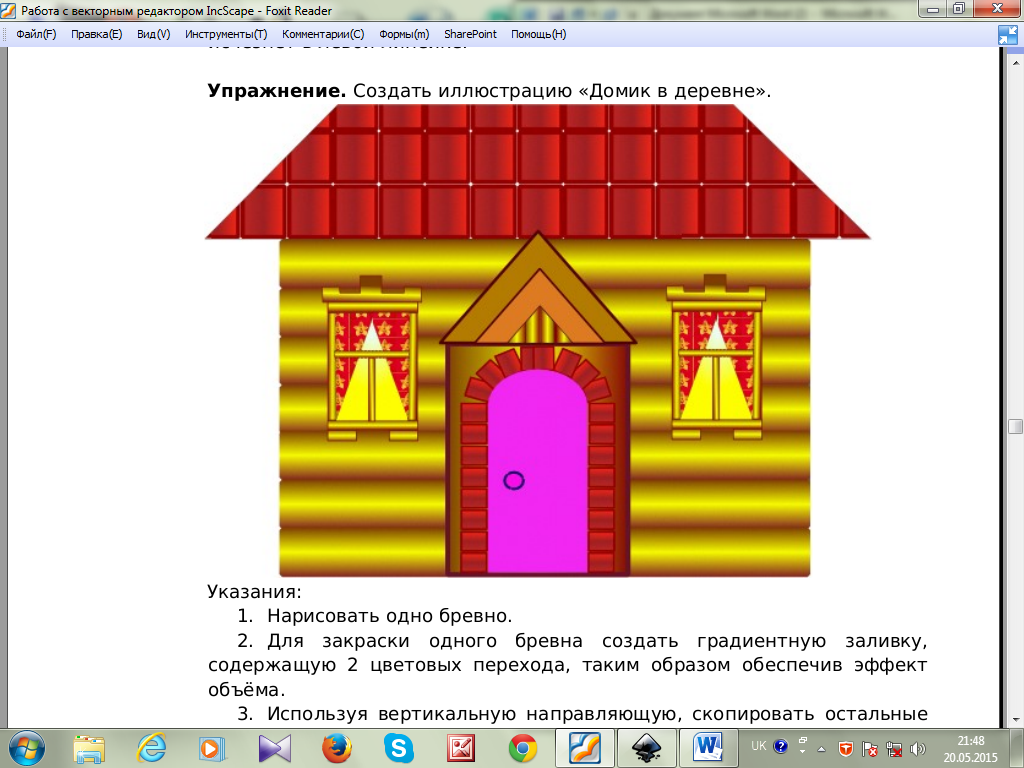 Работа с векторным редактором IncScape - Foxit Reader
Файл(F) Правка(E) Вид(V) Инструменты(T) Комментарии(C) Формы(m) SharePoint Помощь(H)
Упражнение. Создать иллюстрацию «Домик в деревне».
Указания:
1. Нарисовать одно бревно.
2. Для закраски одного бревна создать градиентную заливку,
содержащую 2 цветовых перехода, таким образом обеспечив эффект
объёма.
3. Используя вертикальную направляющую, скопировать остальные
UK
21:48
20.05.2015